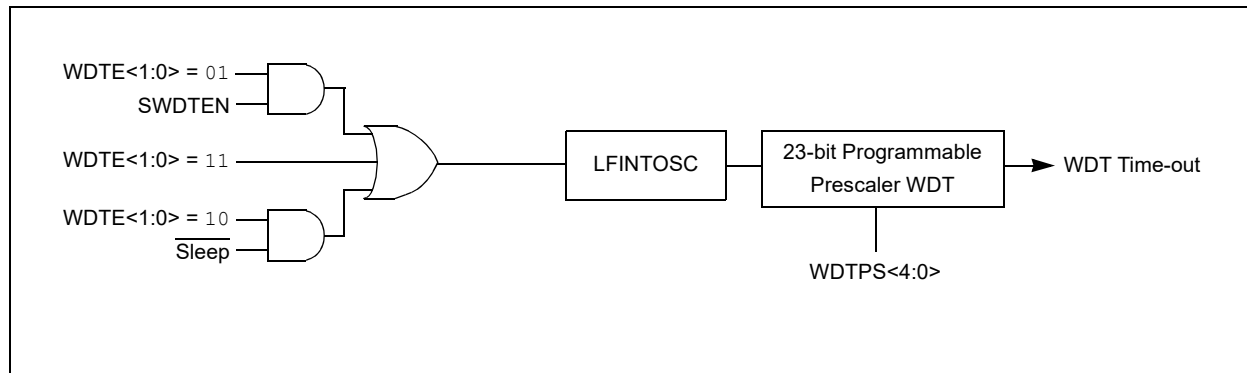 WDTE<1:0> = 01
SWDTEN
WDTE<1:0> = 11
WDTE<1:0> = 10
Sleep
LFINTOSC
23-bit Programmable
Prescaler WDT
WDT Time-out
WDTPS<4:0>